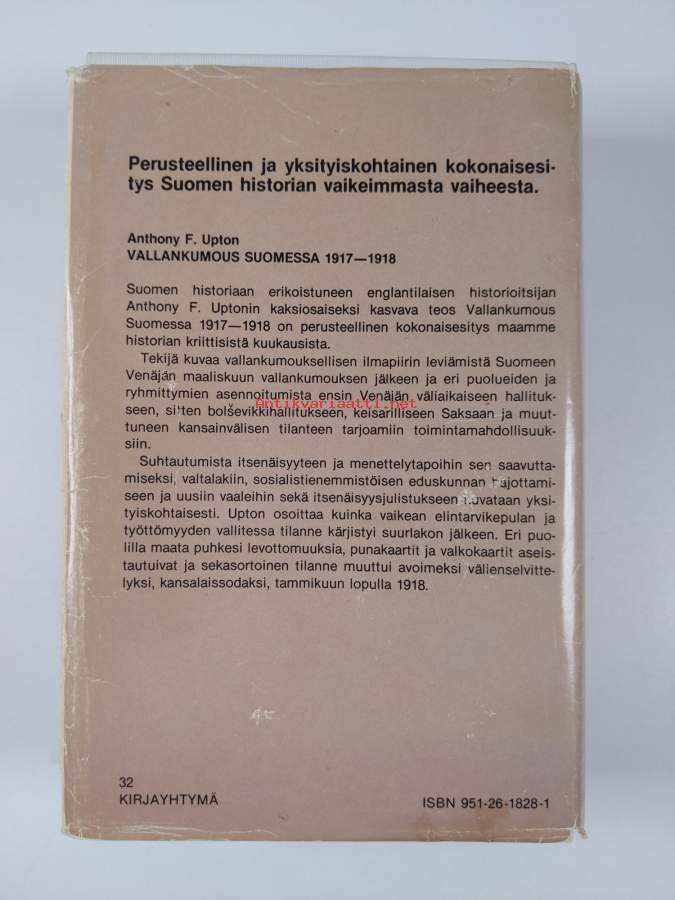 Perusteellinen ja yksityiskohtainen kokonaisesi-
tys Suomen historian vaikeimmasta vaiheesta.
Anthony F. Upton
VALLANKUMOUS SUOMESSA 1917—1918
Suomen historiaan erikoistuneen englantilaisen historioitsijan
Anthony F. Uptonin kaksiosaiseksi kasvava teos Vallankumous
Suomessa 1917—1918 on perusteellinen kokonaisesitys maamme
historian kriittisistä kuukausista.
Tekijä kuvaa vallankumouksellisen ilmapiirin leviämistä Suomeen
Venäjän maaliskuun vallankumouksen jälkeen ja eri puolueiden ja
ryhmittymien asennoitumista ensin Venäjän väliaikaiseen hallituk-
Antikvariaatti.net
seen, sitten bolševikkihallitukseen, keisarilliseen Saksaan ja muut-
tuneen kansainvälisen tilanteen tarjoamiin toimintamahdollisuuk-
siin.
Suhtautumista itsenäisyyteen ja menettelytapoihin sen saavutta-
miseksi, valtalakiin, sosialistienemmistöisen eduskunnan hajottami-
seen ja uusiin vaaleihin sekä itsenäisyysjulistukseen kuvataan yksi-
tyiskohtaisesti. Upton osoittaa kuinka vaikean elintarvikepulan ja
työttömyyden vallitessa tilanne kärjistyi suurlakon jälkeen. Eri puo-
lilla maata puhkesi levottomuuksia, punakaartit ja valkokaartit aseis-
tautuivat ja sekasortoinen tilanne muuttui avoimeksi välienselvitte-
lyksi, kansalaissodaksi, tammikuun lopulla 1918.
32
KIRJAYHTYMÄ
ISBN 951-26-1828-1